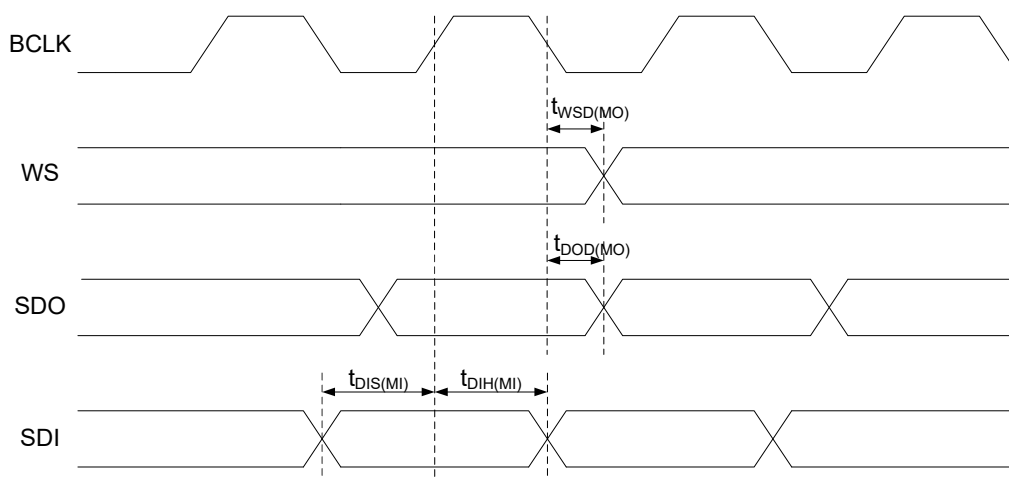 BCLK
tWSD(MO)
WS
tDOD(MO)
SDO
tDIS(MI) tDIH(MI)
SDI